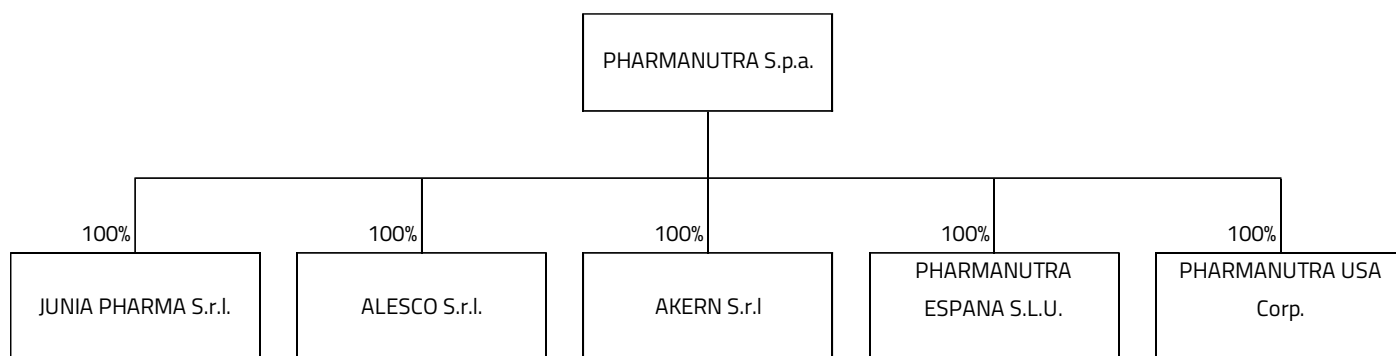 PHARMANUTRA S.p.a.
100%
100%
100%
100%
100%
JUNIA PHARMA S.r.l.
ALESCO S.r.l.
AKERN S.r.l
PHARMANUTRA
ESPANA S.L.U.
PHARMANUTRA USA
Corp.